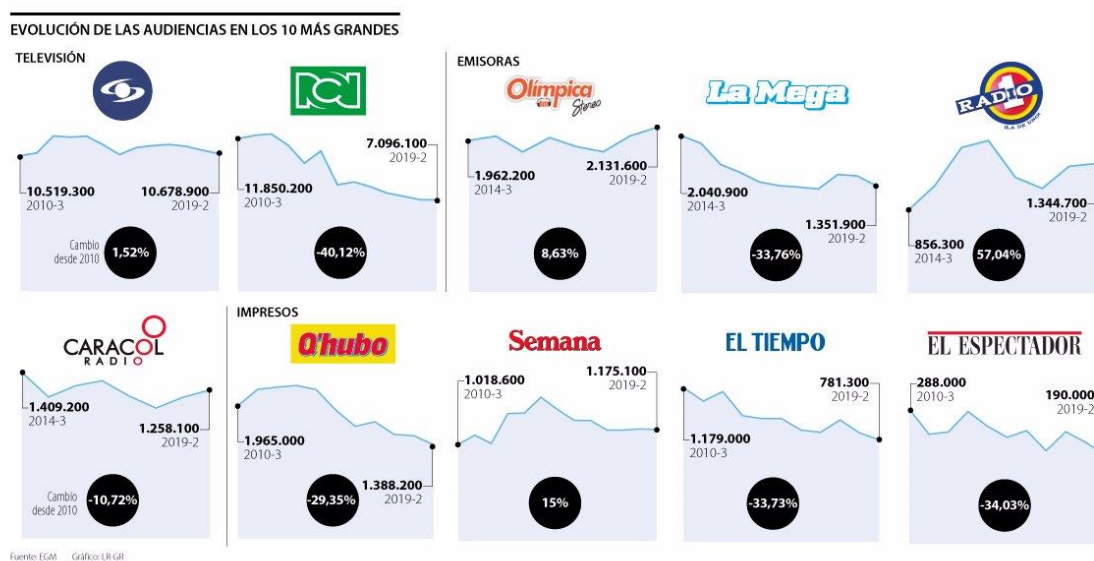 EVOLUCIÓN DE LAS AUDIENCIAS EN LOS 10 MÁS GRANDES
TELEVISIÓN
RCN
10.519.300
2010-3
10.678.900
2019-2
Cambio
desde 2010
1,52%
11.850.200
2010-3
7.096.100
2019-2
-40,12%
EMISORAS
Olímpica
Stereo
1.962.200
2014-3
2.131.600
2019-2
8,63%
La Mega
2.040.900
2014-3
1.351.900
2019-2
-33,76%
RADIO
1
856.300
2014-3
1.344.700
2019-2
57,04%
CARACOL
RADIO
1.409.200
2014-3
1.258.100
2019-2
Cambio
desde 2010
-10,72%
IMPRESOS
Q'hubo
1.965.000
2010-3
1.388.200
2019-2
-29,35%
Semana
1.018.600
2010-3
1.175.100
2019-2
15%
EL TIEMPO
1.179.000
2010-3
781.300
2019-2
-33,73%
EL ESPECTADOR
288.000
2010-3
190.000
2019-2
-34,03%
Fuente: EGM Gráfico: LR-GR